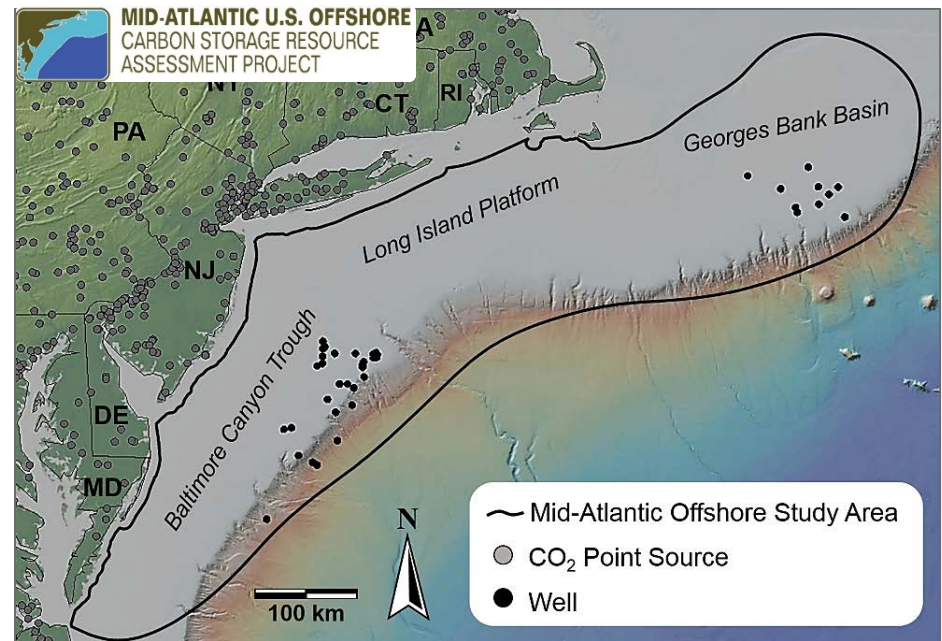 MID-ATLANTIC U.S. OFFSHORE
CARBON STORAGE RESOURCE
ASSESSMENT PROJECT
A
NY
CT
RI
PA
Georges Bank Basin
Long Island Platform
NJ
Baltimore Canyon Trough
DE
MD
N
100 km
Mid-Atlantic Offshore Study Area
CO₂ Point Source
Well